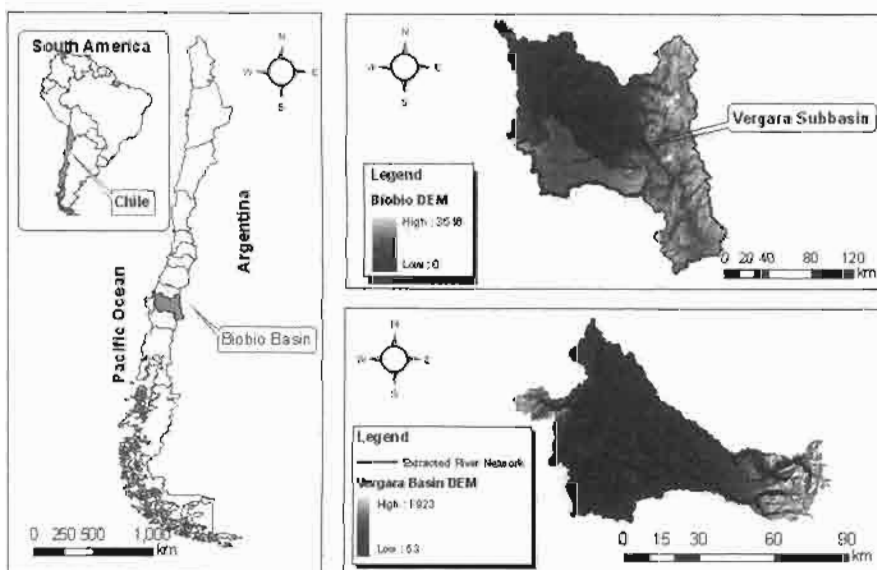 South America
Chile
N
W E
S
Argentina
Pacific Ocean
Biobio Basin
0 250 500 1,000
km
N
W E
S
Vergara Subbasin
Legend
Biobio DEM
High : 3518
Low : 0
0 20 40 80 120
km
N
W E
S
Legend
Extracted River Network
Vergara Basin DEM
High : 1923
Low : 53
0 15 30 60 90
km